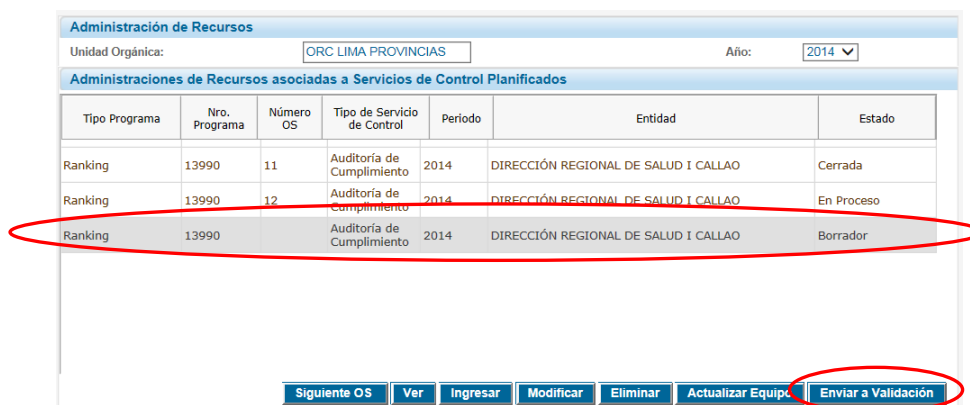 Administración de Recursos
Unidad Orgánica: ORC LIMA PROVINCIAS Año: 2014
Administraciones de Recursos asociadas a Servicios de Control Planificados
Tipo Programa Nro. Programa Número OS Tipo de Servicio de Control Periodo Entidad Estado
Ranking 13990 11 Auditoría de Cumplimiento 2014 DIRECCIÓN REGIONAL DE SALUD I CALLAO Cerrada
Ranking 13990 12 Auditoría de Cumplimiento 2014 DIRECCIÓN REGIONAL DE SALUD I CALLAO En Proceso
Ranking 13990 Auditoría de Cumplimiento 2014 DIRECCIÓN REGIONAL DE SALUD I CALLAO Borrador
Siguiente OS Ver Ingresar Modificar Eliminar Actualizar Equipo Enviar a Validación